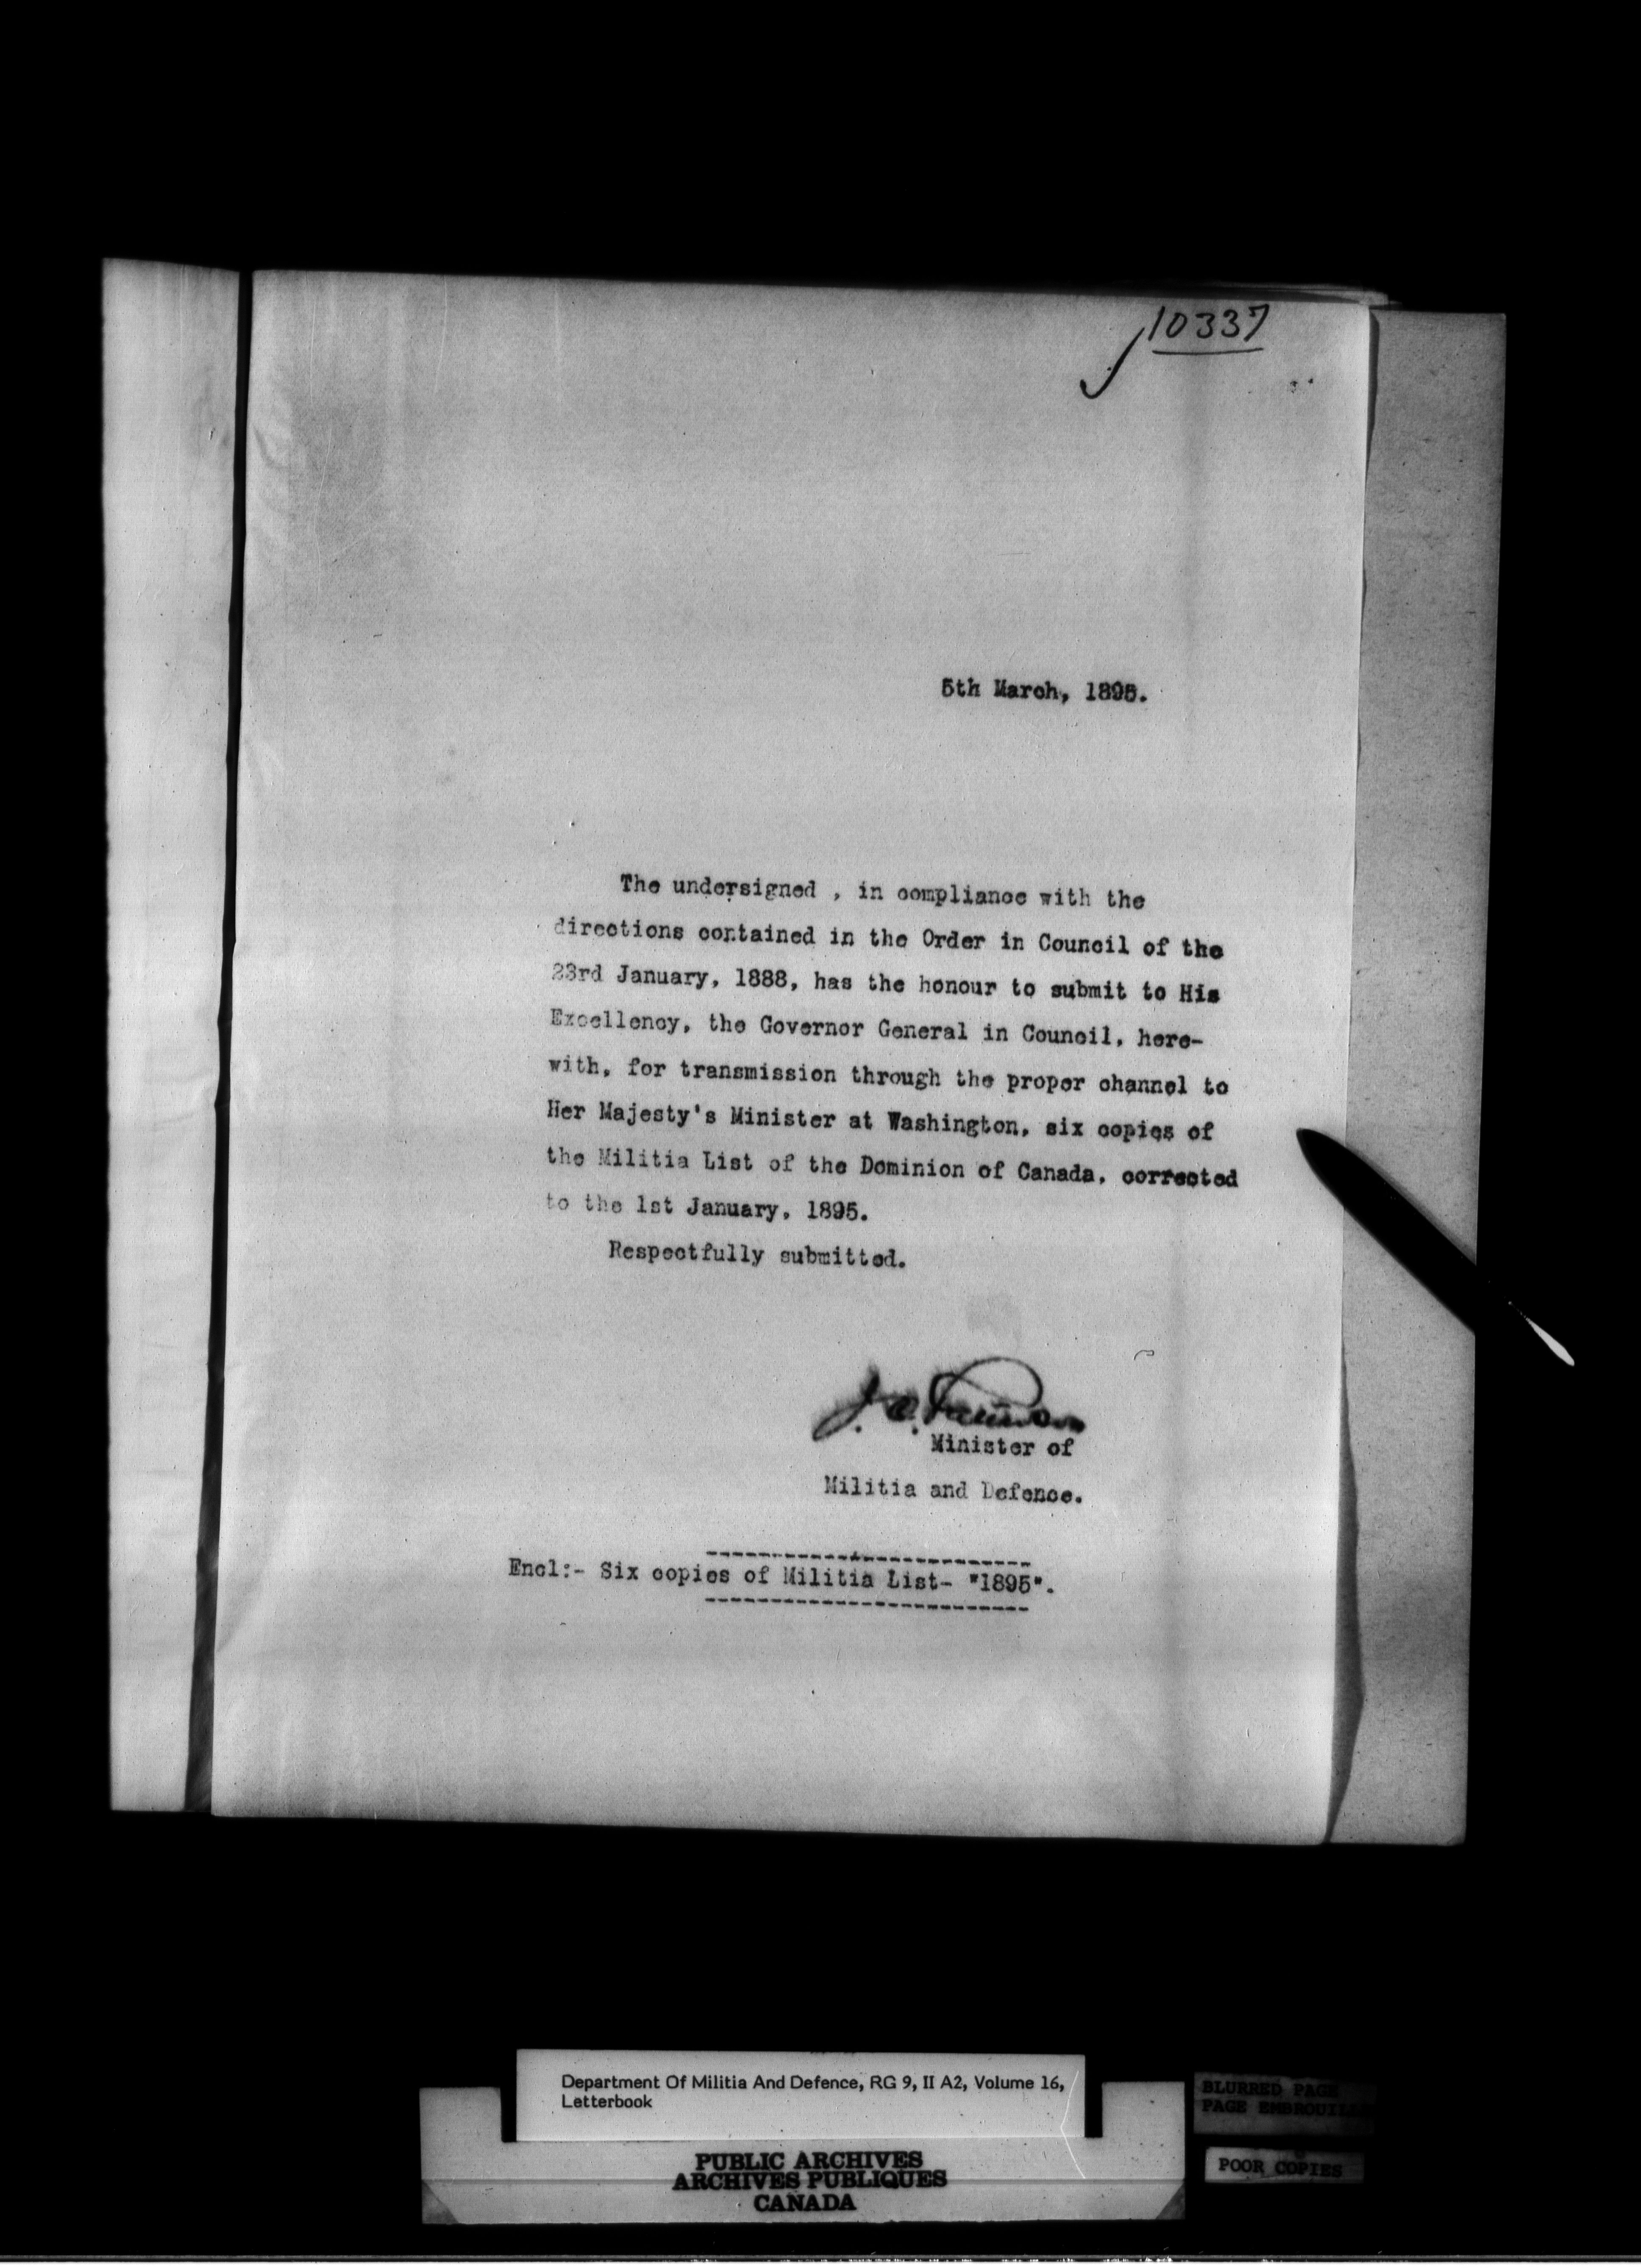 10337
5th March, 1895.
The undersigned , in compliance with the
directions contained in the Order in Council of the
23rd January, 1888, has the honour to submit to His
Excellency, the Governor General in Council, here-
with, for transmission through the proper channel to
Her Majesty's Minister at Washington, six copies of
the Militia List of the Dominion of Canada, corrected
to the 1st January, 1895.
Respectfully submitted.
J. C.
Minister of
Militia and Defence.
Encl:- Six copies of Militia List- "1895".
Department Of Militia And Defence, RG 9, II A2, Volume 16,
Letterbook
PUBLIC ARCHIVES
ARCHIVES PUBLIQUES
CANADA
BLURRED PAGE
PAGE
POOR COPIES